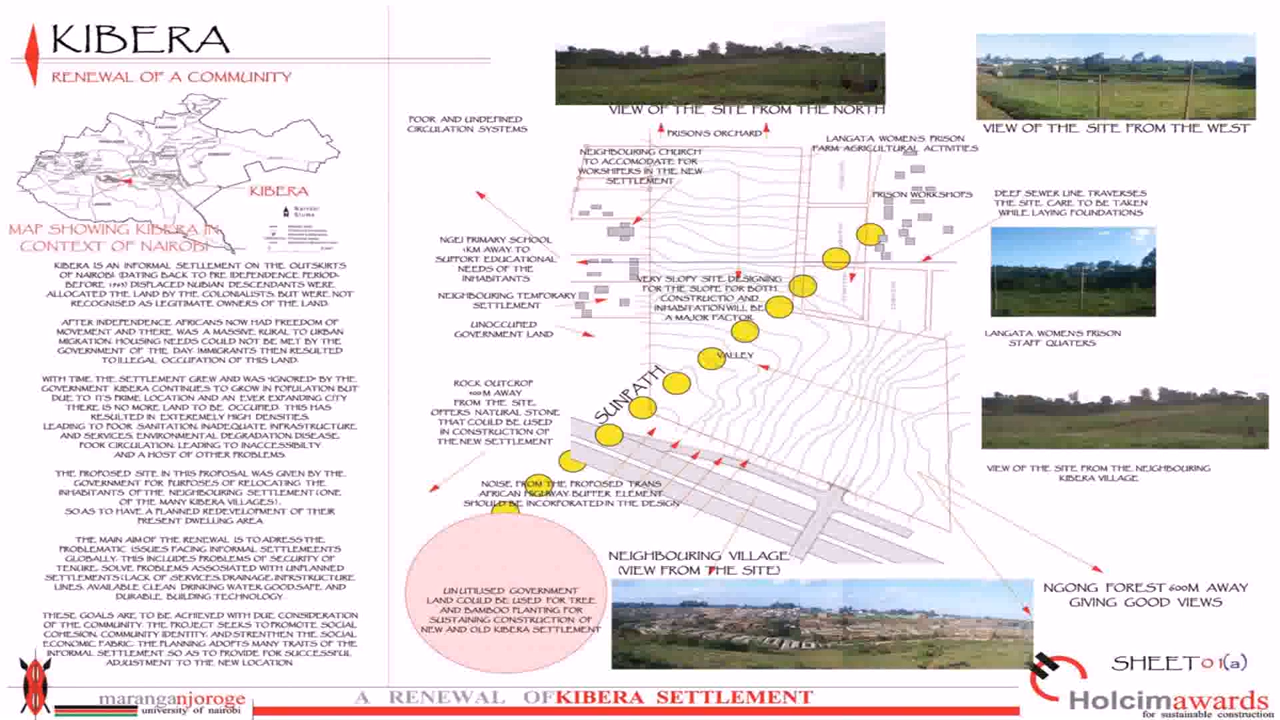 KIBERA
RENEWAL OF A COMMUNITY
KIBERA
MAP SHOWING KIBERA IN
CONTEXT OF NAIROBI
KIBERA IS AN INFORMAL SETLLEMENT ON THE OUTSKIRTS
OF NAIROBI (DATING BACK TO PRE DEPENDENCE PERIOD-
BEFORE 1963) DISPLACED NUBIAN DESCENDANTS WERE
ALLOCATED THE LAND BY THE COLONIALISTS. BUT WERE NOT
RECOGNISED AS LEGITIMATE OWNERS OF THE LAND.
AFTER INDEPENDENCE AFRICANS NOW HAD FREEDOM OF
MOVEMENT AND THERE WAS A MASSIVE RURAL TO URBAN
MIGRATION. HOUSING NEEDS COULD NOT BE MET BY THE
GOVERNMENT OF THE DAY. IMMIGRANTS THEN RESULTED
TO ILLEGAL OCCUPATION OF THIS LAND.
WITH TIME THE SETTLEMENT GREW AND WAS "IGNORED" BY THE
GOVERNMENT KIBERA CONTINUES TO GROW IN POPULATION BUT
DUE TO ITS PRIME LOCATION AND AN EVER EXPANDING CITY
THERE IS NO MORE LAND TO BE OCCUPIED. THIS HAS
RESULTED IN EXTREMELY HIGH DENSITIES.
LEADING TO POOR SANITATION, INADEQUATE INFRASTRUCTURE
AND SERVICES, ENVIRONMENTAL DEGRADATION, DISEASE,
POOR CIRCULATION, LEADING TO INACCESSIBILTY
AND A HOST OF OTHER PROBLEMS.
THE PROPOSED SITE IN THIS PROPOSAL WAS GIVEN BY THE
GOVERNMENT FOR PURPOSES OF RELOCATING THE
INHABITANTS OF THE NEIGHBOURING SETTLEMENT (ONE
OF THE MANY KIBERA VILLAGES),
SO AS TO HAVE A PLANNED REDEVELOPMENT OF THEIR
PRESENT DWELLING AREA
THE MAIN AIM OF THE RENEWAL IS TO ADRESS THE
PROBLEMATIC ISSUES FACING INFORMAL SETTLEMEENTS
GLOBALLY. THIS INCLUDES PROBLEMS OF SECURITY OF
TENURE, SOLVE PROBLEMS ASSOSIATED WITH UNPLANNED
SETTLEMENTS (LACK OF SERVICES, DRAINAGE, INFRSTRUCTURE
LINES, AVAILABLE CLEAN DRINKING WATER, GOOD, SAFE AND
DURABLE BUILDING TECHNOLOGY
THESE GOALS ARE TO BE ACHIEVED WITH DUE CONSIDERATION
OF THE COMMUNITY. THE PROJECT SEEKS TO PROMOTE SOCIAL
COHESION, COMMUNITY IDENTITY, AND STRENTHEN THE SOCIAL
ECONOMIC FABRIC. THE PLANNING ADOPTS MANY TRAITS OF THE
INFORMAL SETTLEMENT SO AS TO PROVIDE FOR SUCCESSFUL
ADJUSTMENT TO THE NEW LOCATION
VIEW OF THE SITE FROM THE NORTH
VIEW OF THE SITE FROM THE WEST
POOR AND UNDEFINED
CIRCULATION SYSTEMS
PRISON'S ORCHARD
LANGATA WOMEN'S PRISON
FARM AGRICULTURAL ACTIVITIES
NEIGHBOURING CHURCH
TO ACCOMODATE FOR
WORSHIPERS IN THE NEW
SETTLEMENT
PRISON WORKSHOPS
DEEP SEWER LINE TRAVERSES
THE SITE. CARE TO BE TAKEN
WHILE LAYING FOUNDATIONS
NGEI PRIMARY SCHOOL
1KM AWAY TO
SUPPORT EDUCATIONAL
NEEDS OF THE
INHABITANTS
NEIGHBOURING TEMPORARY
SETTLEMENT
UNOCCUPIED
GOVERNMENT LAND
VERY SLOPY SITE, DESIGNING
FOR THE SLOPE FOR BOTH
CONSTRUCTIO AND
INHABITATION WILL BE
A MAJOR FACTOR
VALLEY
LANGATA WOMEN'S PRISON
STAFF QUATERS
ROCK OUTCROP
AWAY
FROM THE SITE
OFFERS NATURAL STONE
THAT COULD BE USED
IN CONSTRUCTION OF
THE NEW SETTLEMENT
SUNPATH
VIEW OF THE SITE FROM THE NEIGHBOURING
KIBERA VILLAGE
NOISE FROM THE PROPOSED TRANS
AFRICAN HIGHWAY. BUFFER ELEMENT
SHOULD BE INCORPORATED IN THE DESIGN
UNUTILISED GOVERNMENT
LAND COULD BE USED FOR TREE
AND BAMBOO PLANTING FOR
SUSTAINING CONSTRUCTION OF
NEW AND OLD KIBERA SETTLEMENT
NEIGHBOURING VILLAGE
(VIEW FROM THE SITE)
NGONG FOREST 600M AWAY
GIVING GOOD VIEWS
SHEET 01(a)
marangánjoroge
university of nairobi
A RENEWAL OF KIBERA SETTLEMENT
Holcimawards
for sustainable construction